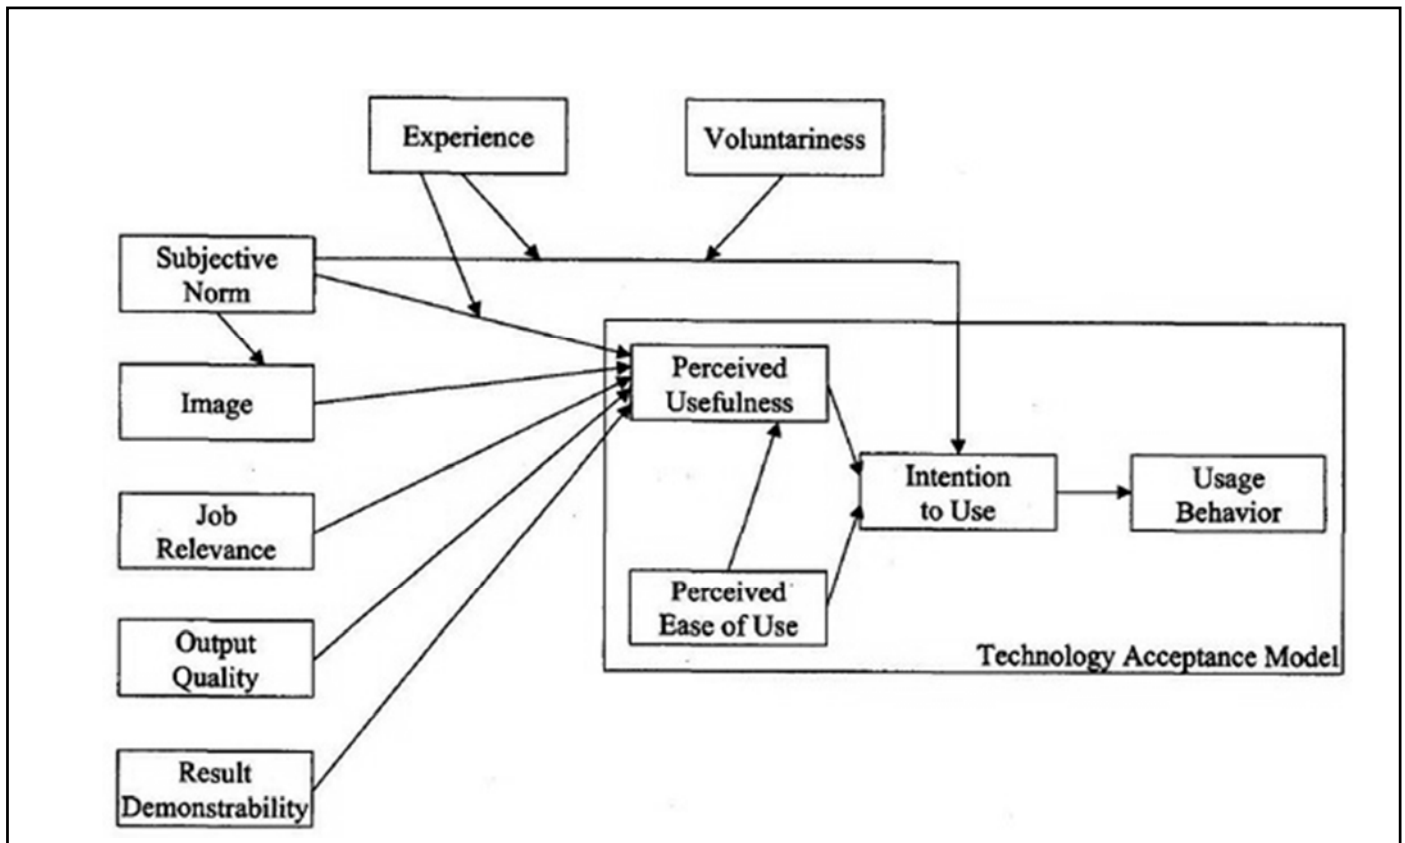 Experience
Voluntariness
Subjective
Norm
Image
Perceived
Usefulness
Intention
to Use
Usage
Behavior
Job
Relevance
Perceived
Ease of Use
Output
Quality
Technology Acceptance Model
Result
Demonstrability